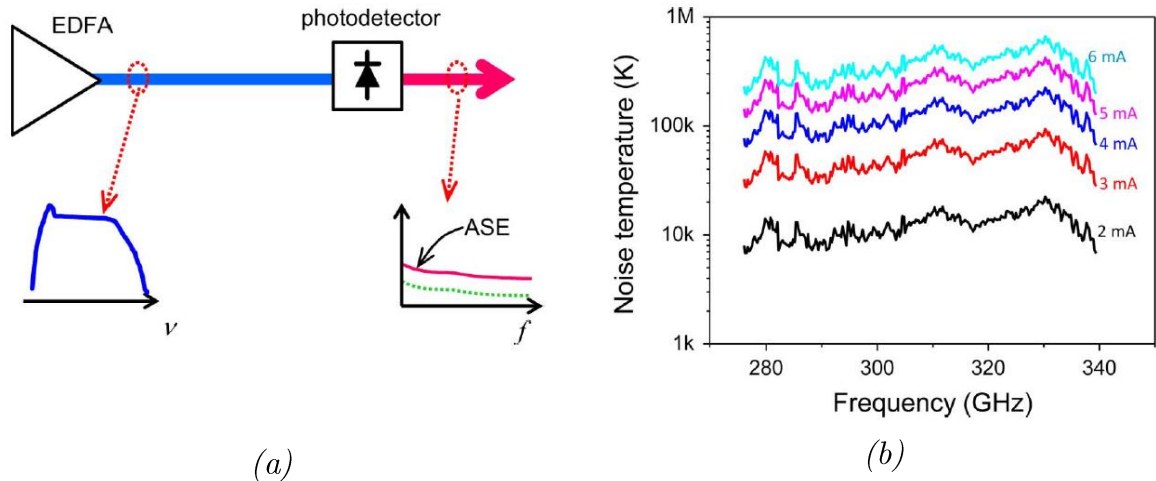 EDFA
photodetector
ASE
ν
f
(a)
Noise temperature (K)
1M
100k
10k
1k
6 mA
5 mA
4 mA
3 mA
2 mA
280
300
320
340
Frequency (GHz)
(b)